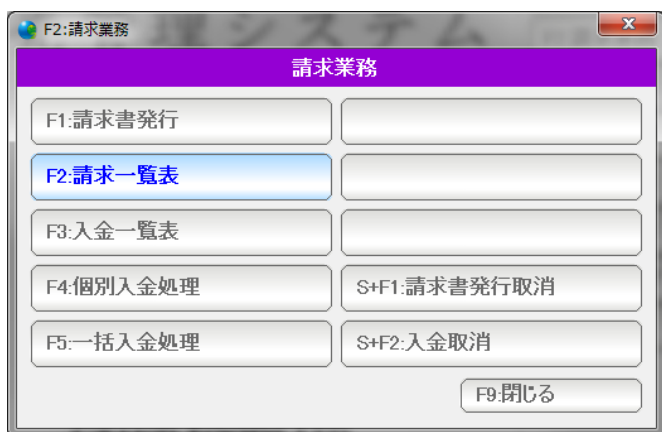 F2:請求業務
請求業務
F1:請求書発行
F2:請求一覧表
F3:入金一覧表
F4:個別入金処理
S+F1:請求書発行取消
F5:一括入金処理
S+F2:入金取消
F9:閉じる